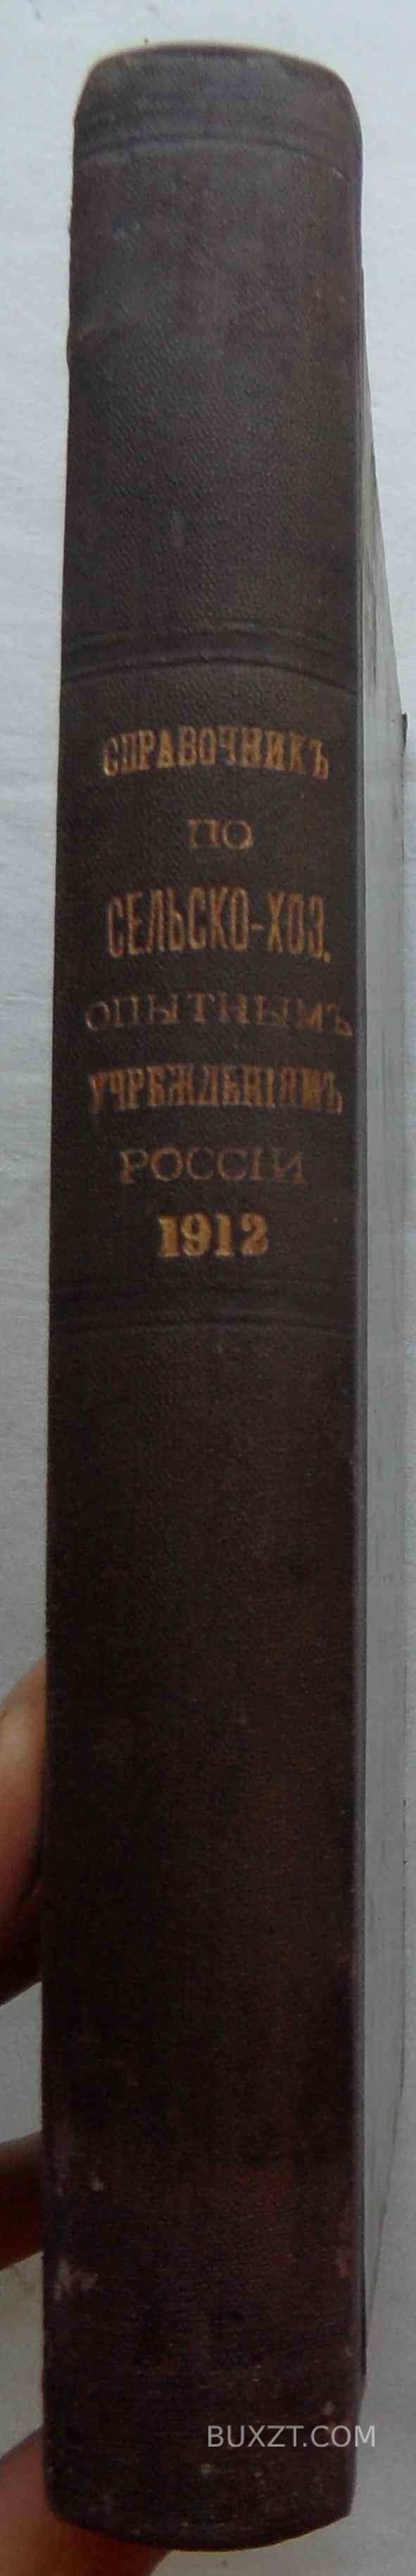 СПРАВОЧНИКЪ
ПО
СЕЛЬСКО-ХОЗ.
ОПЫТНЫМЪ
УЧРЕЖДЕНІЯМЪ
РОССІИ
1912
BUXZT.COM